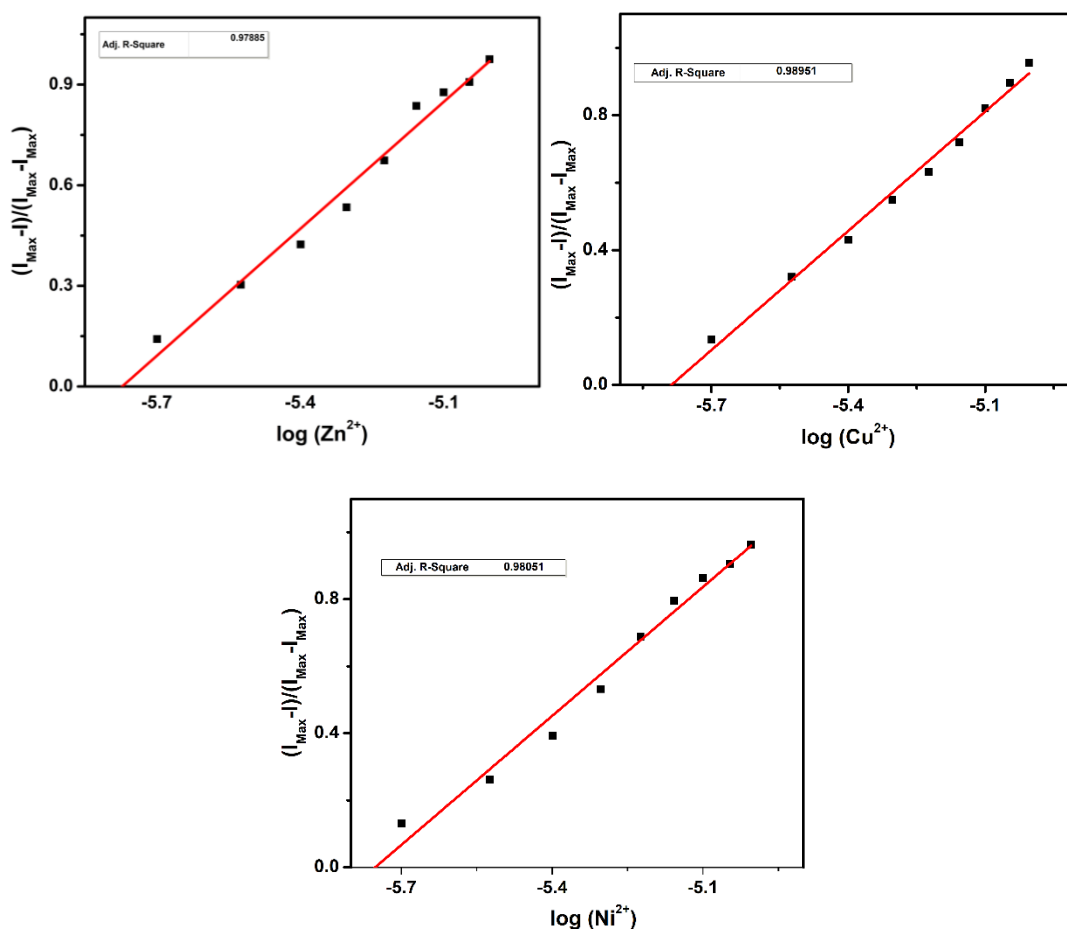 Adj. R-Square 0.97885
0.9
0.6
0.3
0.0
-5.7 -5.4 -5.1
log (Zn²⁺)
(I_Max-I)/(I_Max-I_Max)
Adj. R-Square 0.98951
0.8
0.4
0.0
-5.7 -5.4 -5.1
log (Cu²⁺)
(I_Max-I)/(I_Max-I_Max)
Adj. R-Square 0.98051
0.8
0.4
0.0
-5.7 -5.4 -5.1
log (Ni²⁺)
(I_Max-I)/(I_Max-I_Max)